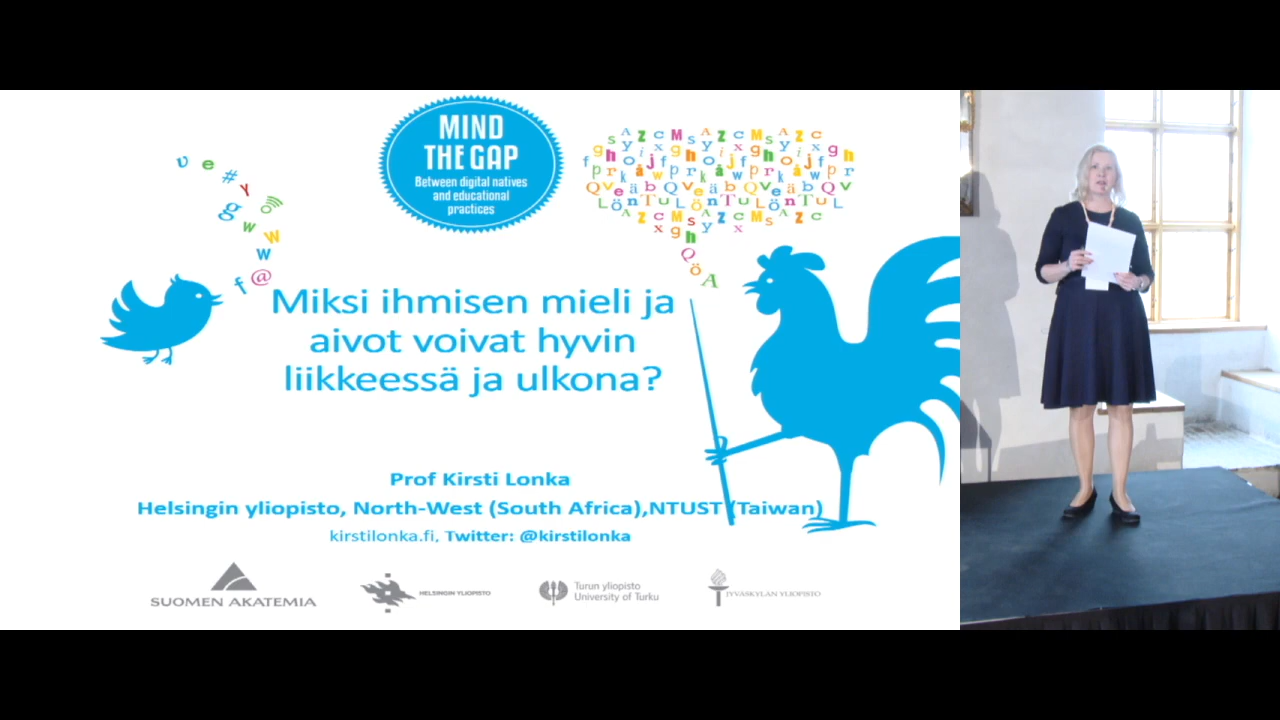 MIND
THE GAP
Between digital natives
and educational
practices
Miksi ihmisen mieli ja
aivot voivat hyvin
liikkeessä ja ulkona?
Prof Kirsti Lonka
Helsingin yliopisto, North-West (South Africa),NTUST (Taiwan)
kirstilonka.fi, Twitter: @kirstilonka
SUOMEN AKATEMIA
HELSINGIN YLIOPISTO
Turun yliopisto
University of Turku
JYVÄSKYLÄN YLIOPISTO